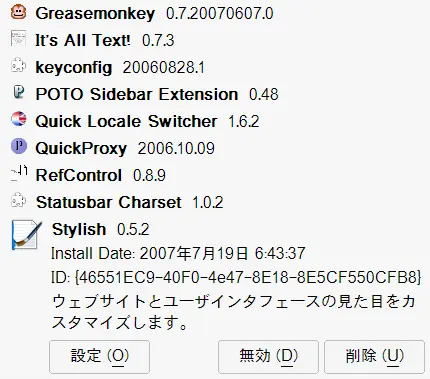 Greasemonkey 0.7.20070607.0
It's All Text! 0.7.3
keyconfig 20060828.1
POTO Sidebar Extension 0.48
Quick Locale Switcher 1.6.2
P QuickProxy 2006.10.09
RefControl 0.8.9
Statusbar Charset 1.0.2
Stylish 0.5.2
Install Date: 2007年7月19日 6:43:37
ID: {46551EC9-40F0-4e47-8E18-8E5CF550CFB8}
ウェブサイトとユーザインタフェースの見た目をカ
スタマイズします。
設定 (O) 無効 (D) 削除 (U)